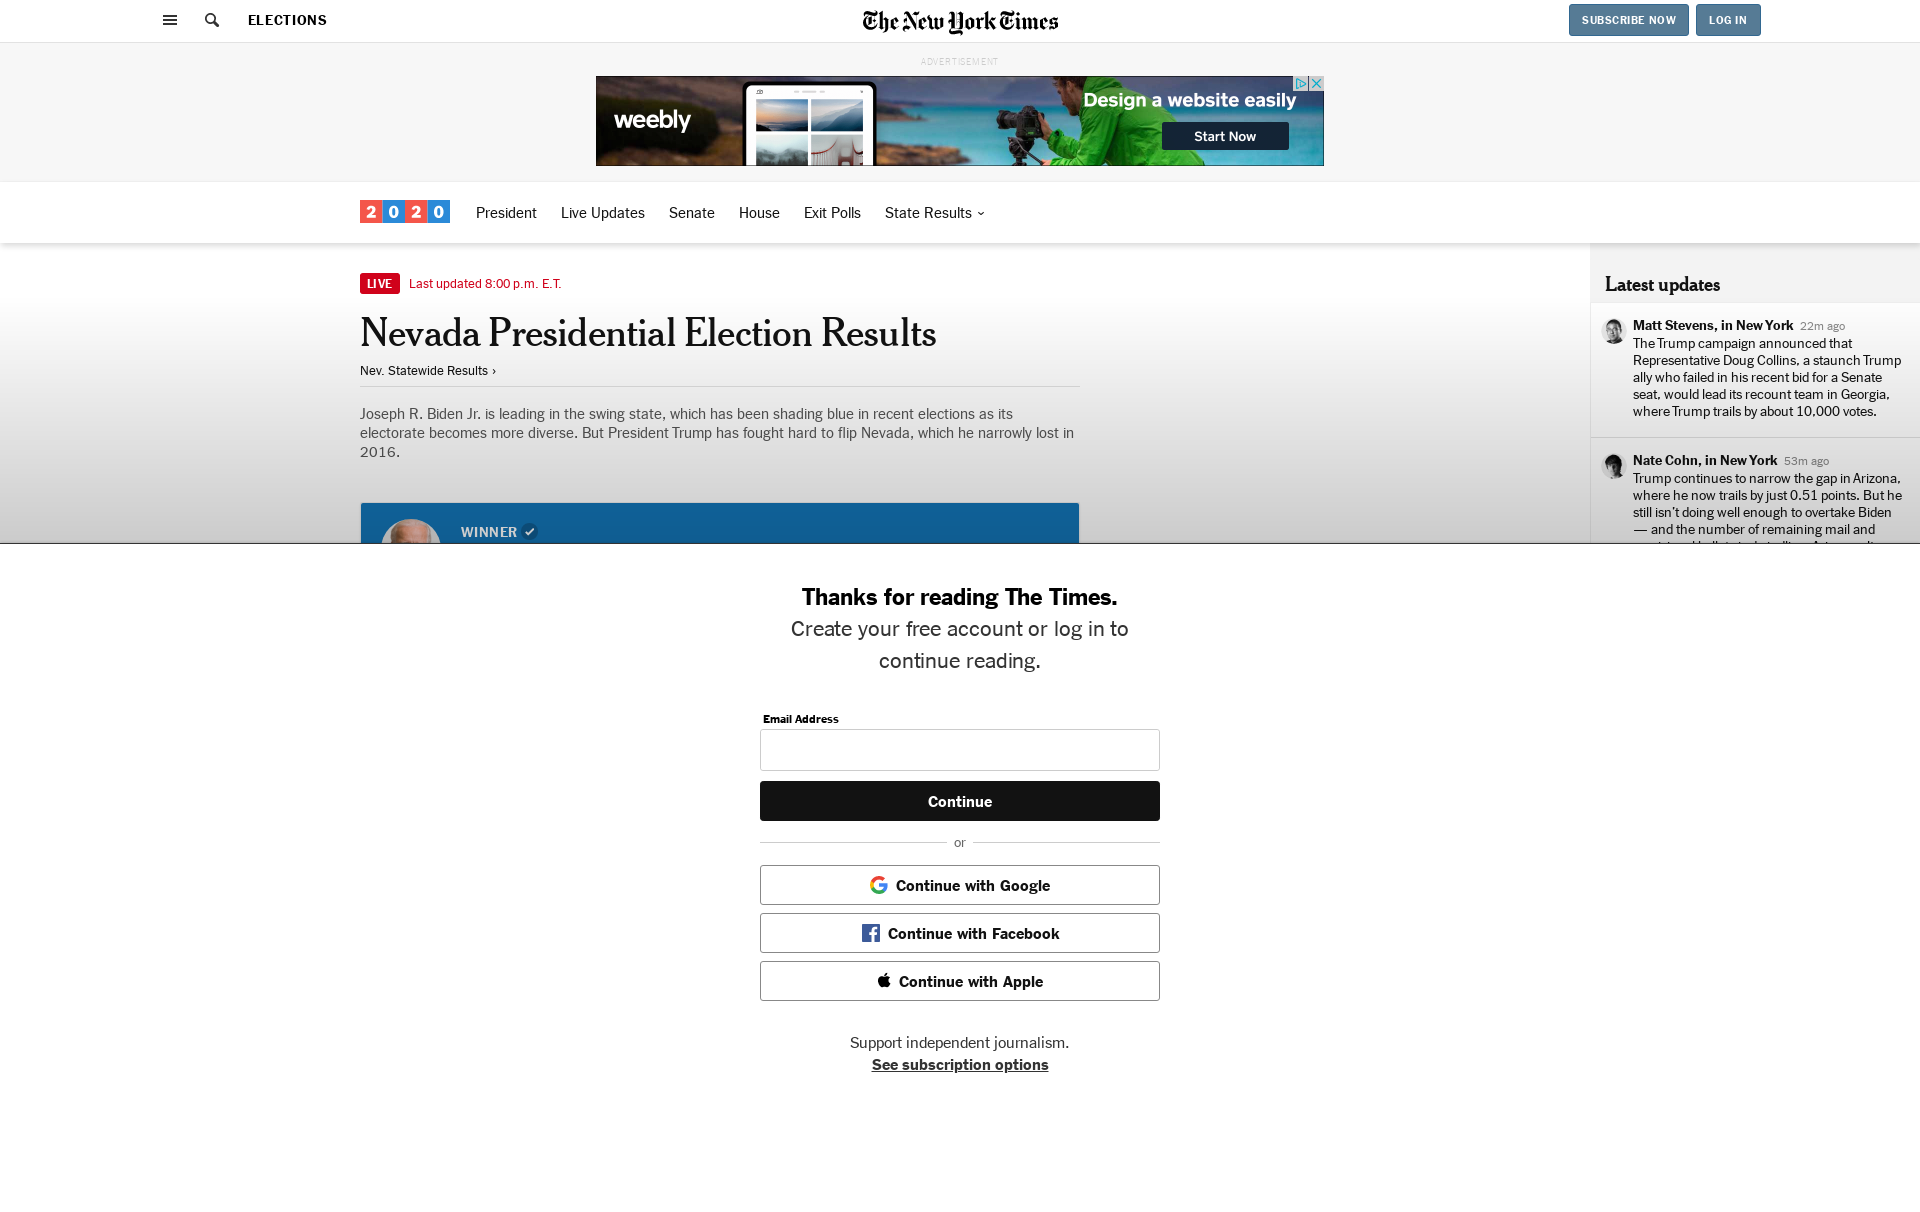 ELECTIONS
The New York Times
SUBSCRIBE NOW
LOG IN
ADVERTISEMENT
weebly
Design a website easily
Start Now
2020
President
Live Updates
Senate
House
Exit Polls
State Results
LIVE
Last updated 8:00 p.m. E.T.
Nevada Presidential Election Results
Nev. Statewide Results ›
Joseph R. Biden Jr. is leading in the swing state, which has been shading blue in recent elections as its
electorate becomes more diverse. But President Trump has fought hard to flip Nevada, which he narrowly lost in
2016.
WINNER
Latest updates
Matt Stevens, in New York 22m ago
The Trump campaign announced that
Representative Doug Collins, a staunch Trump
ally who failed in his recent bid for a Senate
seat, would lead its recount team in Georgia,
where Trump trails by about 10,000 votes.
Nate Cohn, in New York 53m ago
Trump continues to narrow the gap in Arizona,
where he now trails by just 0.51 points. But he
still isn't doing well enough to overtake Biden
— and the number of remaining mail and
Thanks for reading The Times.
Create your free account or log in to
continue reading.
Email Address
Continue
or
Continue with Google
Continue with Facebook
Continue with Apple
Support independent journalism.
See subscription options